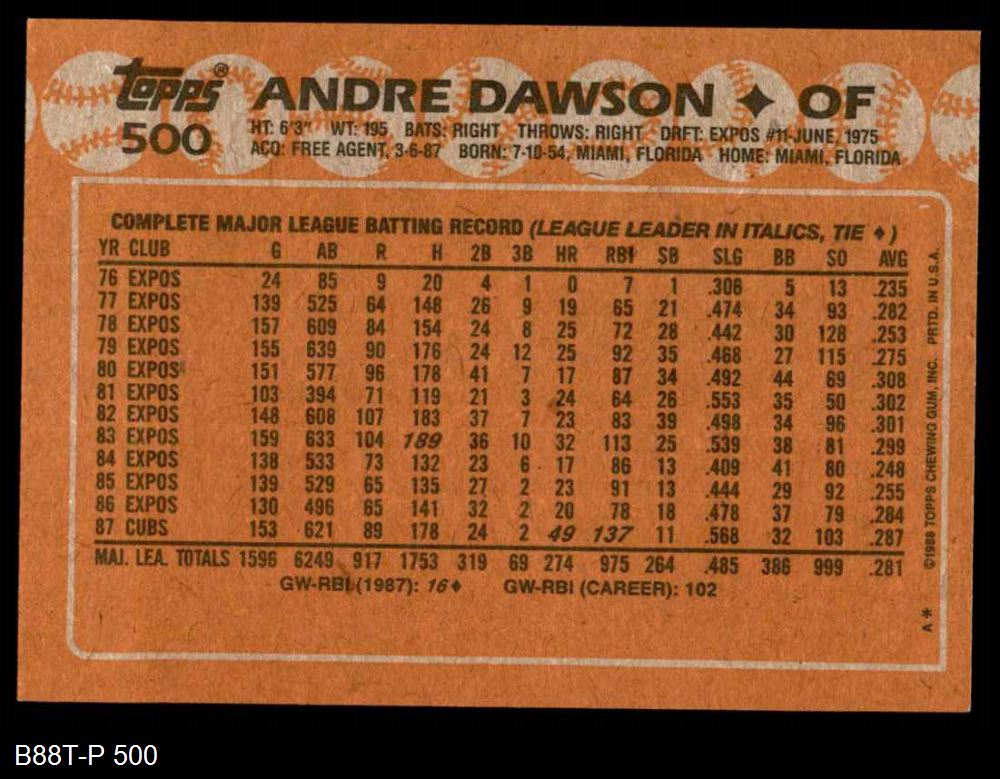 topps® ANDRE DAWSON ✦ OF
500 HT: 6'3" WT: 195 BATS: RIGHT THROWS: RIGHT DRFT: EXPOS #11-JUNE, 1975
ACQ: FREE AGENT, 3-6-87 BORN: 7-10-54, MIAMI, FLORIDA HOME: MIAMI, FLORIDA
COMPLETE MAJOR LEAGUE BATTING RECORD (LEAGUE LEADER IN ITALICS, TIE ♦)
YR CLUB G AB R H 2B 3B HR RBI SB SLG BB SO AVG
76 EXPOS 24 85 9 20 4 1 0 7 1 .306 5 13 .235
77 EXPOS 139 525 64 148 26 9 19 65 21 .474 34 93 .282
78 EXPOS 157 609 84 154 24 8 25 72 28 .442 30 128 .253
79 EXPOS 155 639 90 176 24 12 25 92 35 .468 27 115 .275
80 EXPOS 151 577 96 178 41 7 17 87 34 .492 44 69 .308
81 EXPOS 103 394 71 119 21 3 24 64 26 .553 35 50 .302
82 EXPOS 148 608 107 183 37 7 23 83 39 .498 34 96 .301
83 EXPOS 159 633 104 189 36 10 32 113 25 .539 38 81 .299
84 EXPOS 138 533 73 132 23 6 17 86 13 .409 41 80 .248
85 EXPOS 139 529 65 135 27 2 23 91 13 .444 29 92 .255
86 EXPOS 130 496 65 141 32 2 20 78 18 .478 37 79 .284
87 CUBS 153 621 89 178 24 2 49 137 11 .568 32 103 .287
MAJ. LEA. TOTALS 1596 6249 917 1753 319 69 274 975 264 .485 386 999 .281
GW-RBI (1987): 16♦ GW-RBI (CAREER): 102
A* ©1988 TOPPS CHEWING GUM, INC. PRTD. IN U.S.A.
B88T-P 500